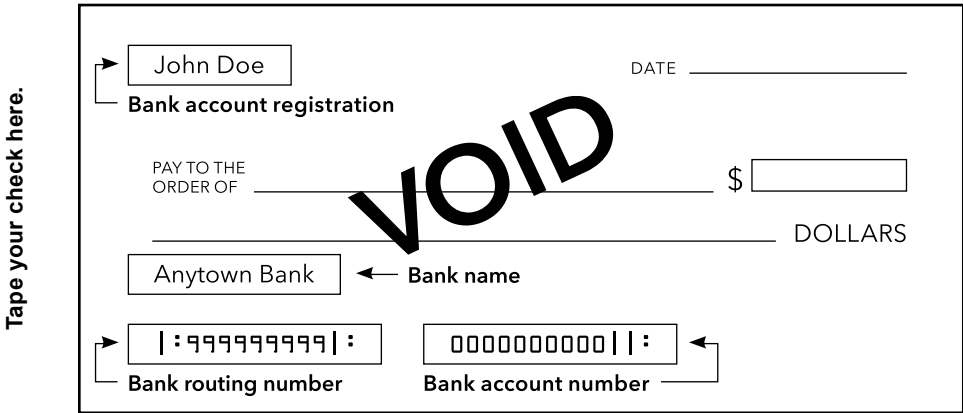 Tape your check here.
John Doe
Bank account registration
DATE
VOID
PAY TO THE
ORDER OF
$
DOLLARS
Anytown Bank
Bank name
|:999999999|:
0000000000||:
Bank routing number
Bank account number